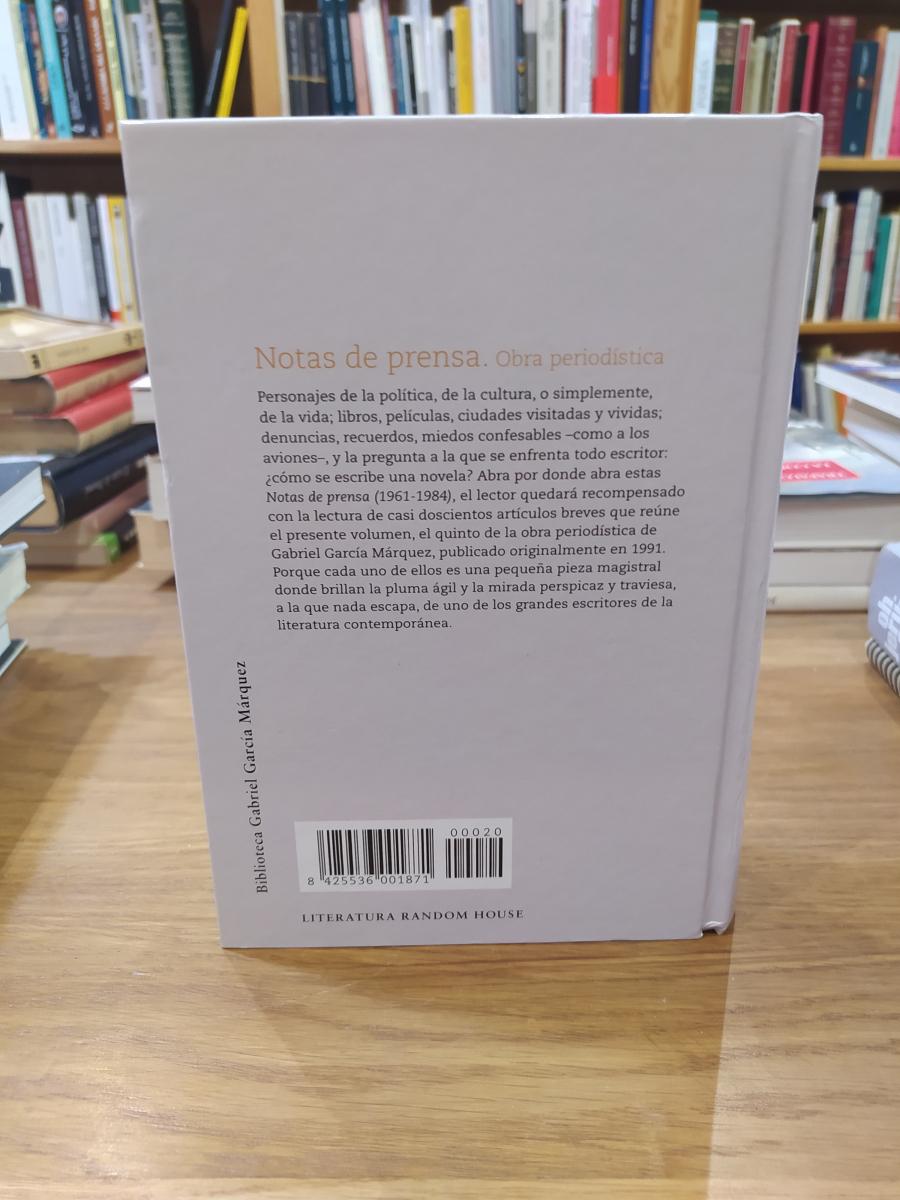 Notas de prensa. Obra periodística
Personajes de la política, de la cultura, o simplemente,
de la vida; libros, películas, ciudades visitadas y vividas;
denuncias, recuerdos, miedos confesables –como a los
aviones–, y la pregunta a la que se enfrenta todo escritor:
¿cómo se escribe una novela? Abra por donde abra estas
Notas de prensa (1961-1984), el lector quedará recompensado
con la lectura de casi doscientos artículos breves que reúne
el presente volumen, el quinto de la obra periodística de
Gabriel García Márquez, publicado originalmente en 1991.
Porque cada uno de ellos es una pequeña pieza magistral
donde brillan la pluma ágil y la mirada perspicaz y traviesa,
a la que nada escapa, de uno de los grandes escritores de la
literatura contemporánea.
Biblioteca Gabriel García Márquez
00020
8 425536 001871
LITERATURA RANDOM HOUSE